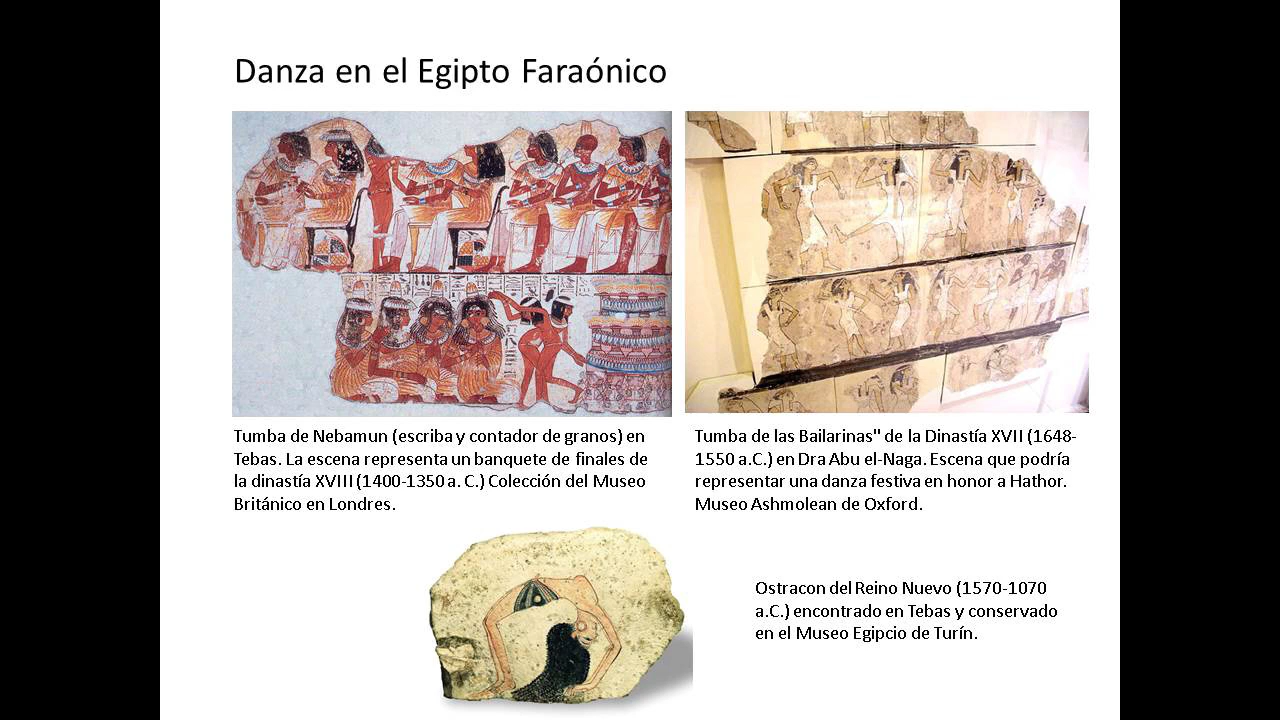 Danza en el Egipto Faraónico
Tumba de Nebamun (escriba y contador de granos) en
Tebas. La escena representa un banquete de finales de
la dinastía XVIII (1400-1350 a. C.) Colección del Museo
Británico en Londres.
Tumba de las Bailarinas" de la Dinastía XVII (1648-
1550 a.C.) en Dra Abu el-Naga. Escena que podría
representar una danza festiva en honor a Hathor.
Museo Ashmolean de Oxford.
Ostracon del Reino Nuevo (1570-1070
a.C.) encontrado en Tebas y conservado
en el Museo Egipcio de Turín.